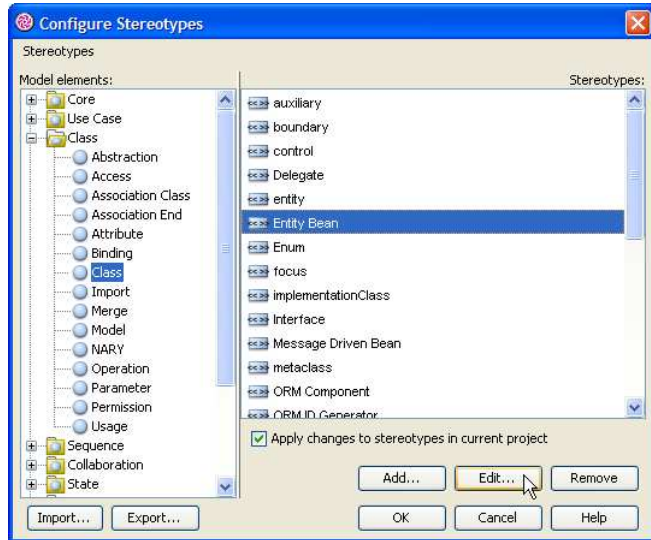 Configure Stereotypes
Stereotypes
Model elements:
Core
Use Case
Class
Abstraction
Access
Association Class
Association End
Attribute
Binding
Class
Import
Merge
Model
NARY
Operation
Parameter
Permission
Usage
Sequence
Collaboration
State
Import...
Export...
Stereotypes:
auxiliary
boundary
control
Delegate
entity
Entity Bean
Enum
focus
implementationClass
Interface
Message Driven Bean
metaclass
ORM Component
ORM ID Generator
Apply changes to stereotypes in current project
Add... Edit... Remove
OK Cancel Help